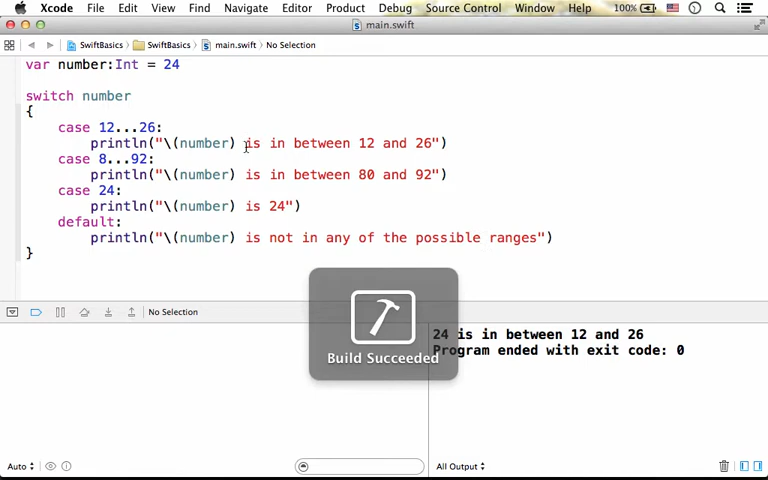 Xcode File Edit View Find Navigate Editor Product Debug Source Control Window Help 100%
main.swift
SwiftBasics SwiftBasics main.swift No Selection
var number:Int = 24
switch number
{
case 12...26:
println("\(number) is in between 12 and 26")
case 8...92:
println("\(number) is in between 80 and 92")
case 24:
println("\(number) is 24")
default:
println("\(number) is not in any of the possible ranges")
}
No Selection
Build Succeeded
24 is in between 12 and 26
Program ended with exit code: 0
Auto
All Output